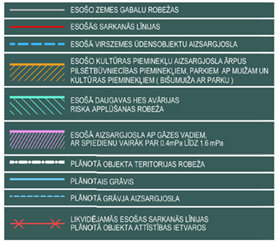 ESOŠO ZEMES GABALU ROBEŽAS
ESOŠĀS SARKANĀS LĪNIJAS
ESOŠĀ VIRSZEMES ŪDENSOBJEKTU AIZSARGJOSLA
ESOŠO KULTŪRAS PIEMINEKĻU AIZSARGJOSLA ĀRPUS
PILSĒTBŪVNIECĪBAS PIEMINEKĻIEM, PARKIEM AP MUIŽĀM UN
KULTŪRAS PIEMINEKĻIEM ( BIŠUMUIŽA AR PARKU )
ESOŠĀ DAUGAVAS HES AVĀRIJAS
RISKA APPLŪŠANAS ROBEŽA
ESOŠĀ AIZSARGJOSLA AP GĀZES VADIEM,
AR SPIEDIENU VAIRĀK PAR 0.4mPa LĪDZ 1.6 mPa
PLĀNOTĀ OBJEKTA TERITORIJAS ROBEŽA
PLĀNOTAIS GRĀVIS
PLĀNOTĀ GRĀVJA AIZSARGJOSLA
LIKVIDĒJAMĀS ESOŠĀS SARKANĀS LĪNIJAS
PLĀNOTĀ OBJEKTA ATTĪSTĪBAS IETVAROS